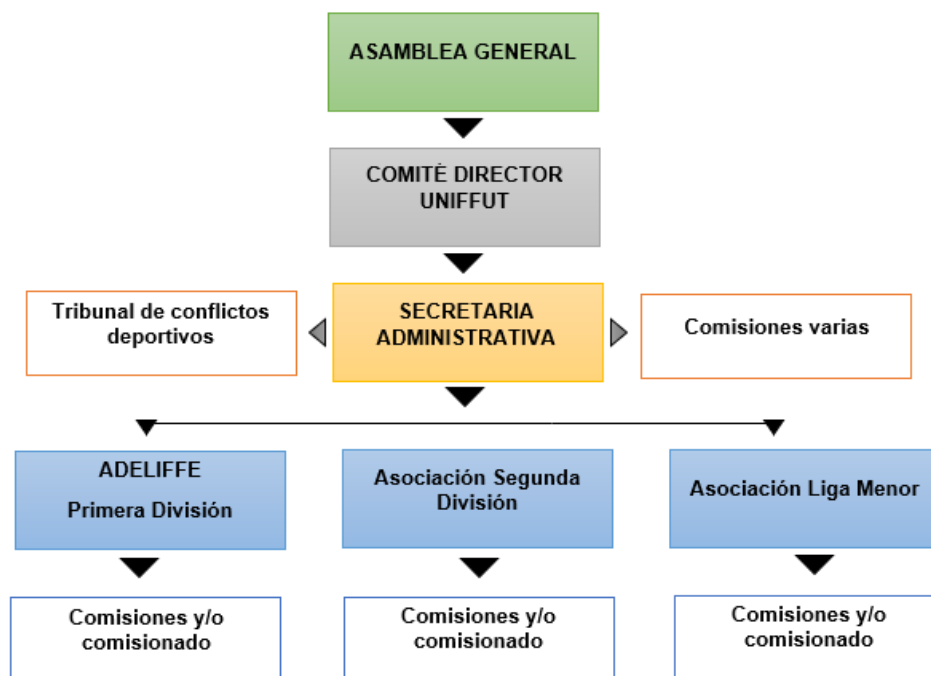 ASAMBLEA GENERAL
COMITÉ DIRECTOR
UNIFFUT
Tribunal de conflictos
deportivos
SECRETARIA
ADMINISTRATIVA
Comisiones varias
ADELIFFE
Primera División
Asociación Segunda
División
Asociación Liga Menor
Comisiones y/o
comisionado
Comisiones y/o
comisionado
Comisiones y/o
comisionado